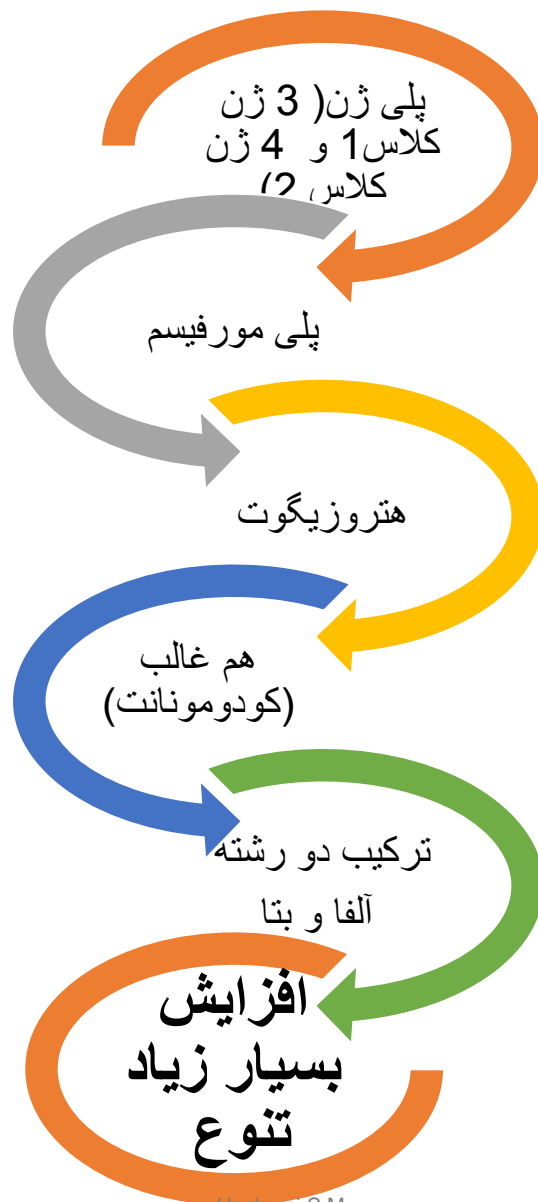 پلی ژن( 3 ژن
کلاس1 و 4 ژن
کلاس 2)
پلی مورفیسم
هتروزیگوت
هم غالب
(کودومونانت)
ترکیب دو رشته
آلفا و بتا
افزایش
بسیار زیاد
تنوع